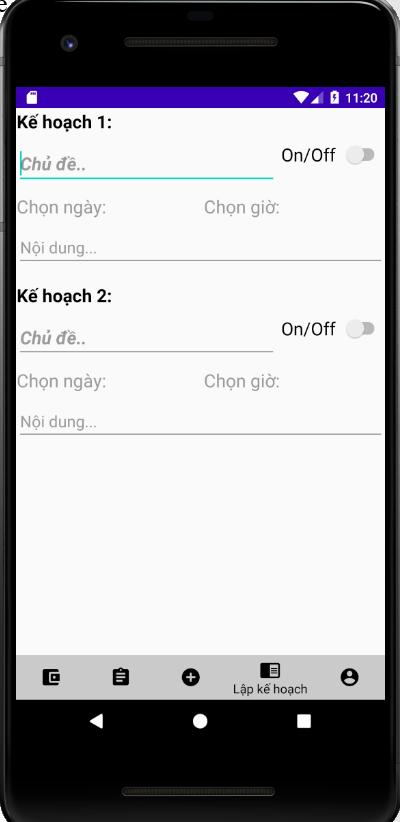 e
11:20
Kế hoạch 1:
Chủ đề..
On/Off
Chọn ngày: Chọn giờ:
Nội dung...
Kế hoạch 2:
Chủ đề..
On/Off
Chọn ngày: Chọn giờ:
Nội dung...
Lập kế hoạch